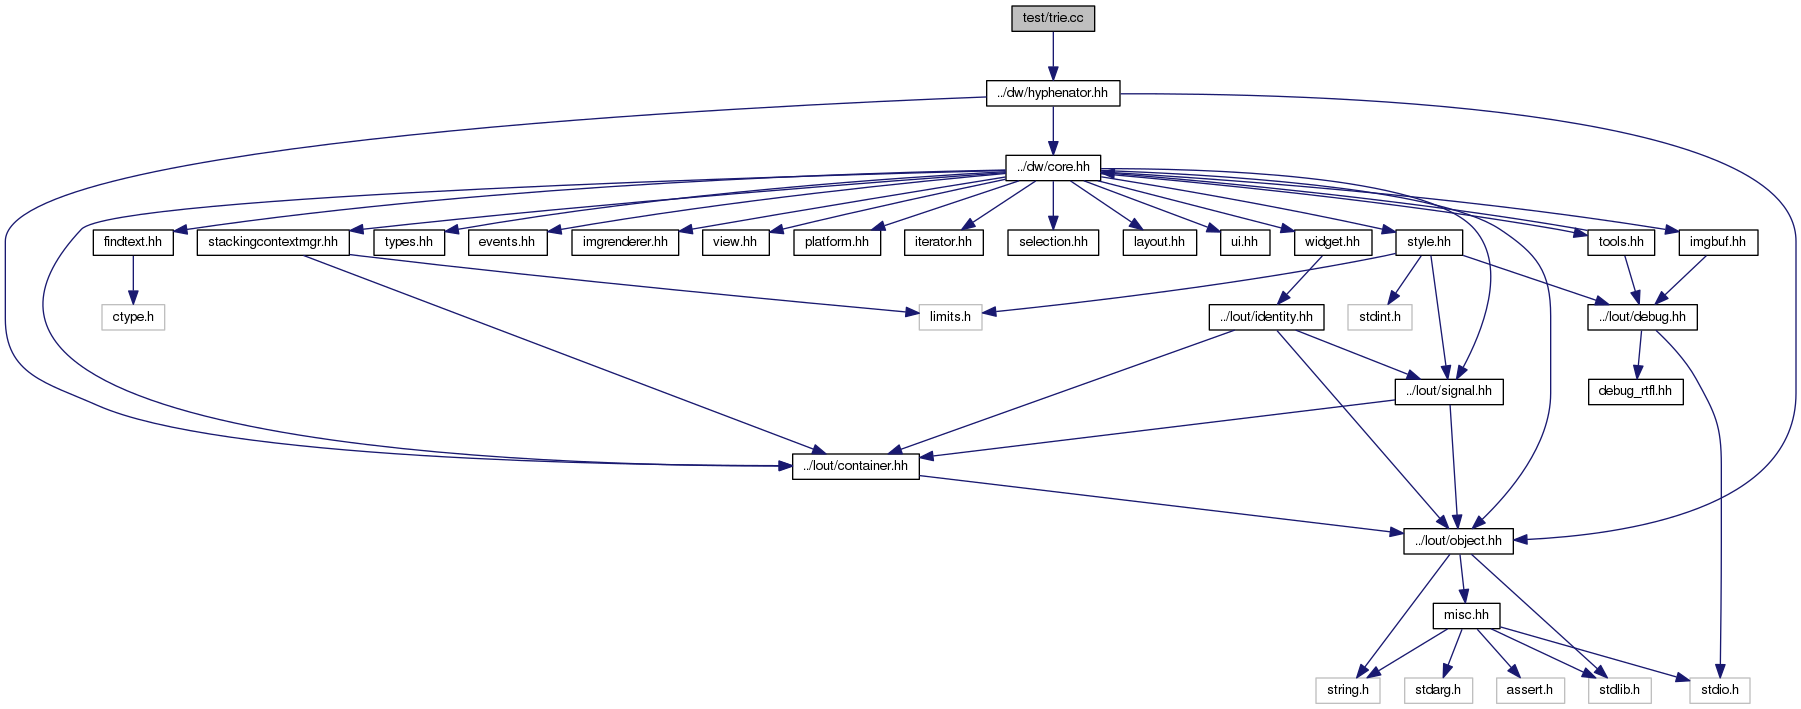 test/trie.cc
../dw/hyphenator.hh
../dw/core.hh
findtext.hh
stackingcontextmgr.hh
types.hh
events.hh
imgrenderer.hh
view.hh
platform.hh
iterator.hh
selection.hh
layout.hh
ui.hh
widget.hh
style.hh
tools.hh
imgbuf.hh
ctype.h
limits.h
../lout/identity.hh
stdint.h
../lout/debug.hh
../lout/signal.hh
debug_rtfl.hh
../lout/container.hh
../lout/object.hh
misc.hh
string.h
stdarg.h
assert.h
stdlib.h
stdio.h